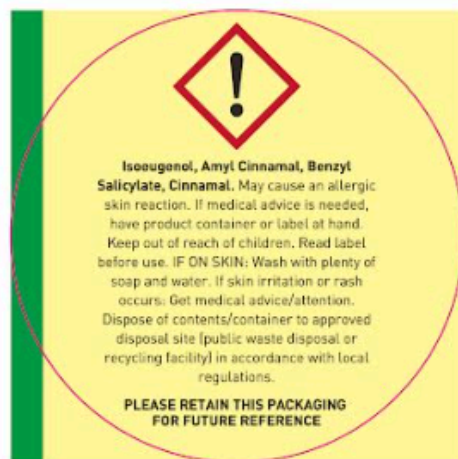 Isoeugenol, Amyl Cinnamal, Benzyl
Salicylate, Cinnamal. May cause an allergic
skin reaction. If medical advice is needed,
have product container or label at hand.
Keep out of reach of children. Read label
before use. IF ON SKIN: Wash with plenty of
soap and water. If skin irritation or rash
occurs: Get medical advice/attention.
Dispose of contents/container to approved
disposal site (public waste disposal or
recycling facility) in accordance with local
regulations.
PLEASE RETAIN THIS PACKAGING
FOR FUTURE REFERENCE